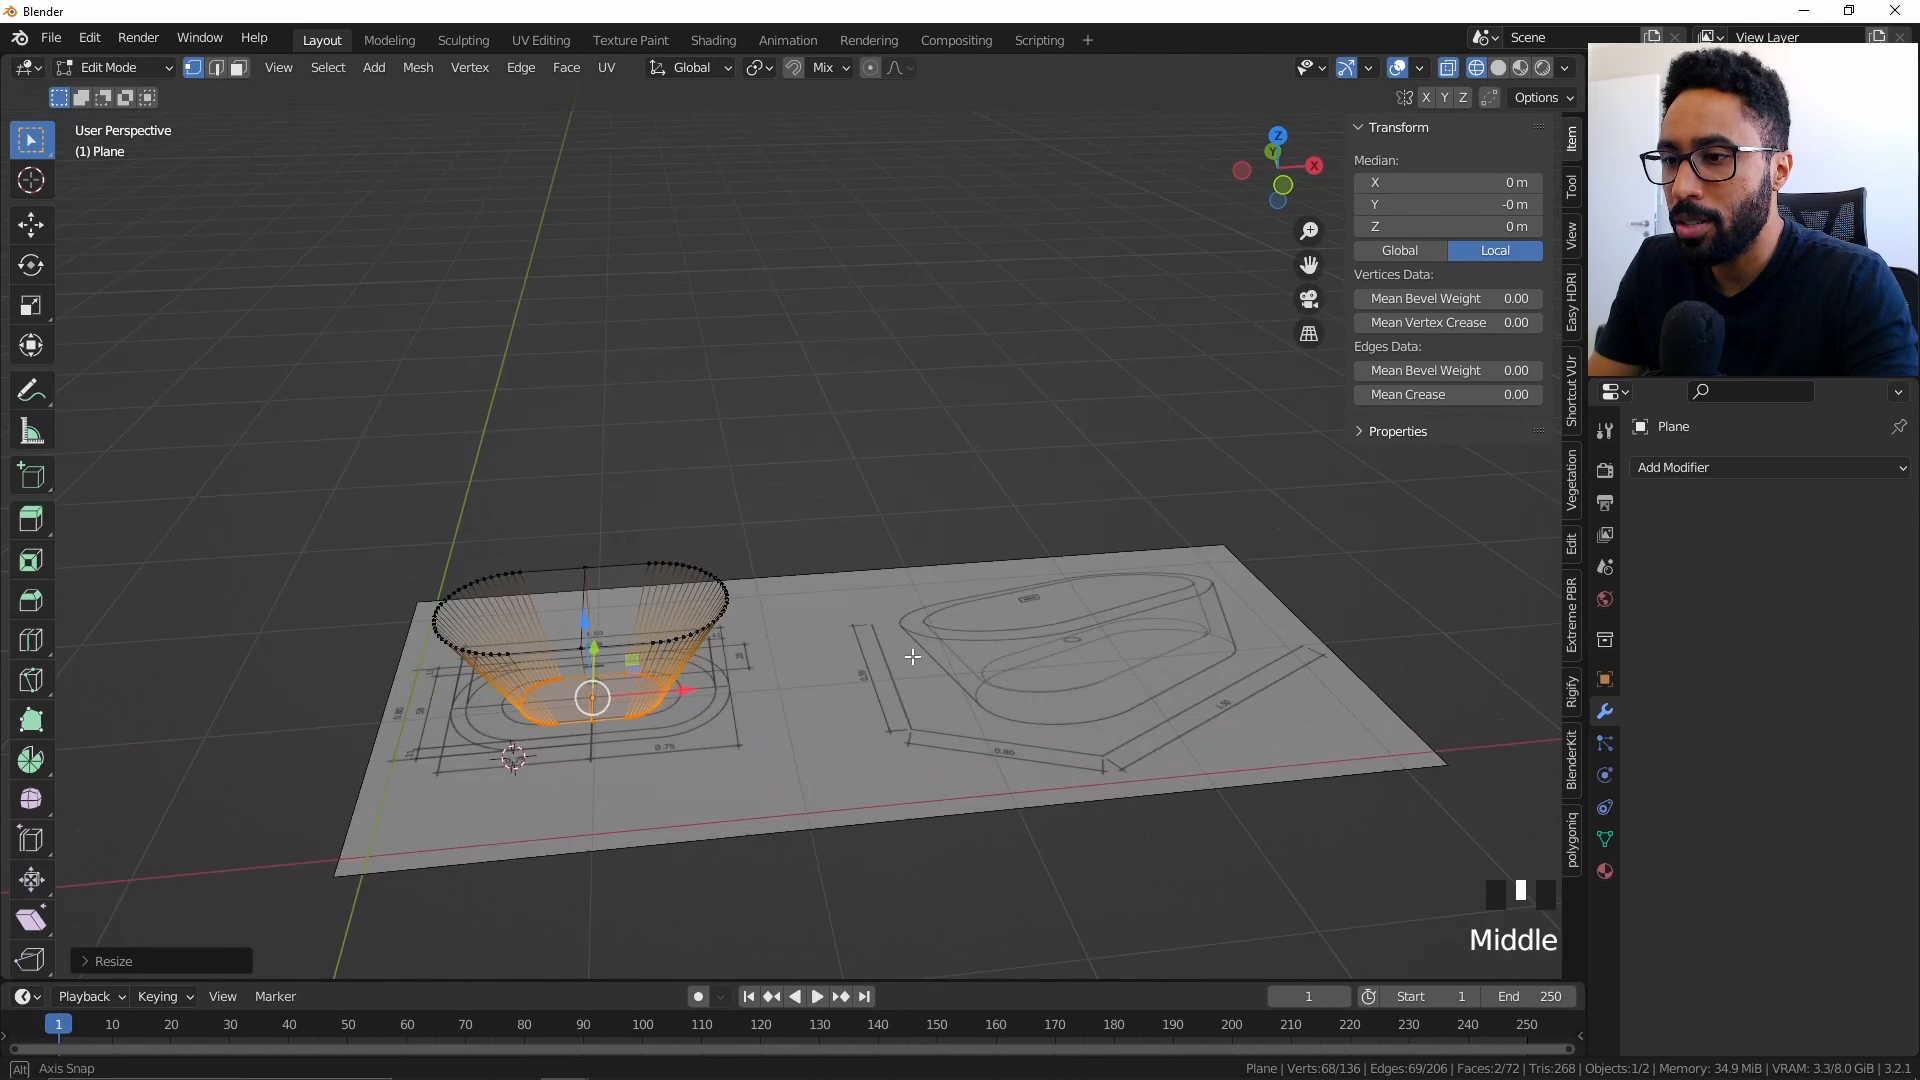 Blender
File Edit Render Window Help
Layout Modeling Sculpting UV Editing Texture Paint Shading Animation Rendering Compositing Scripting +
Scene
View Layer
Edit Mode View Select Add Mesh Vertex Edge Face UV Global Mix
X Y Z Options
User Perspective
(1) Plane
Z
Y
X
Transform
Median:
X 0 m
Y -0 m
Z 0 m
Global Local
Vertices Data:
Mean Bevel Weight 0.00
Mean Vertex Crease 0.00
Edges Data:
Mean Bevel Weight 0.00
Mean Crease 0.00
Properties
Item
Tool
View
Easy HDRI
Shortcut VUr
Vegetation
Edit
Extreme PBR
Rigify
BlenderKit
polygoniq
Plane
Add Modifier
0.80
0.75
0.80
Middle
Resize
Playback Keying View Marker
1 Start 1 End 250
1 10 20 30 40 50 60 70 80 90 100 110 120 130 140 150 160 170 180 190 200 210 220 230 240 250
Alt Axis Snap
Plane | Verts:68/136 | Edges:69/206 | Faces:2/72 | Tris:268 | Objects:1/2 | Memory: 34.9 MiB | VRAM: 3.3/8.0 GiB | 3.2.1